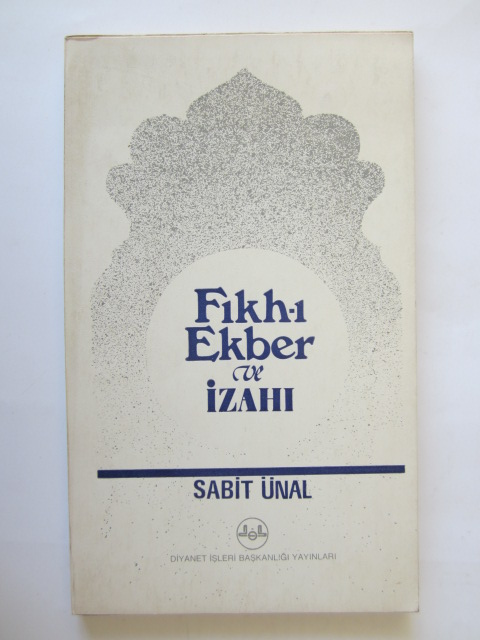 Fıkh-ı
Ekber
ve
İZAHI
SABİT ÜNAL
DİYANET İŞLERİ BAŞKANLIĞI YAYINLARI